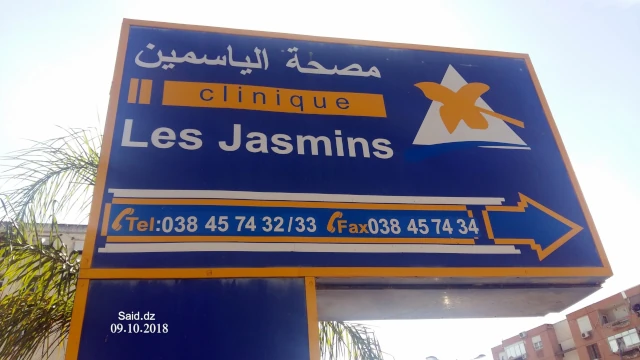 مصحة الياسمين
clinique
Les Jasmins
Tel:038 45 74 32/33 Fax038 45 74 34
Said.dz
09.10.2018